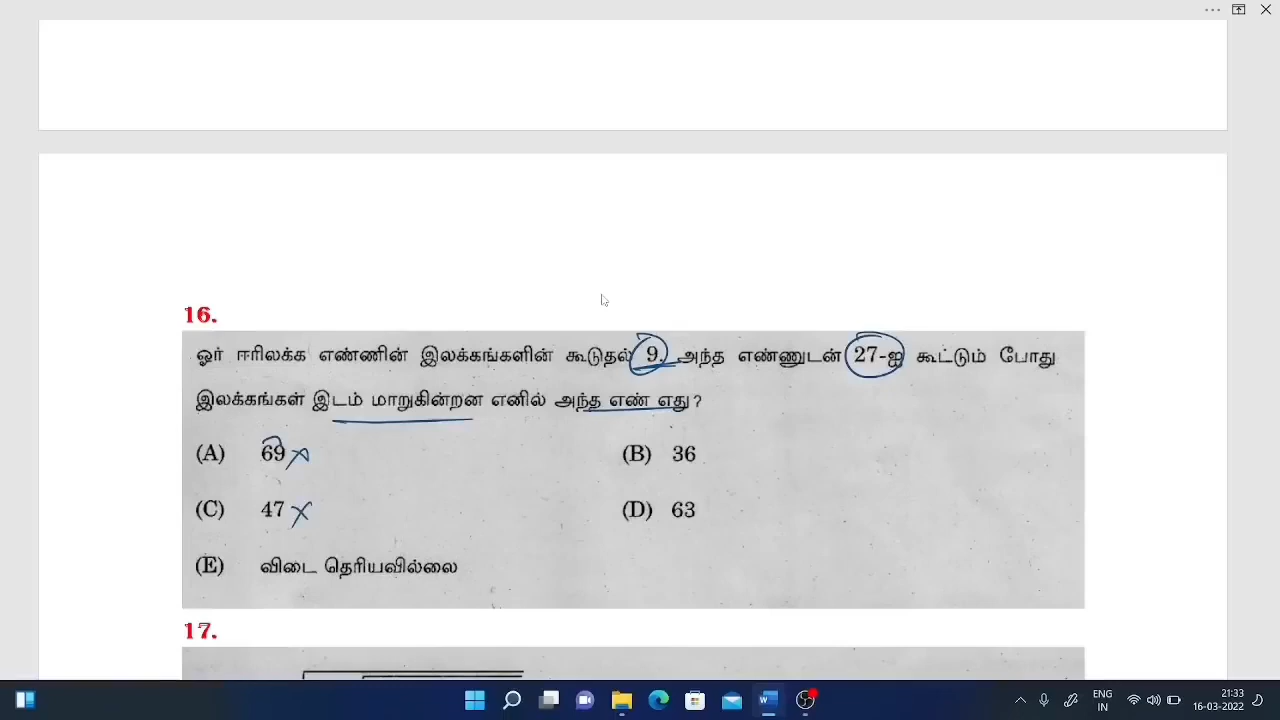 16.
ஓர் ஈரிலக்க எண்ணின் இலக்கங்களின் கூடுதல் 9. அந்த எண்ணுடன் 27-ஐ கூட்டும் போது
இலக்கங்கள் இடம் மாறுகின்றன எனில் அந்த எண் எது?
(A) 69 (B) 36
(C) 47 (D) 63
(E) விடை தெரியவில்லை
17.
ENG
IN
21:33
16-03-2022